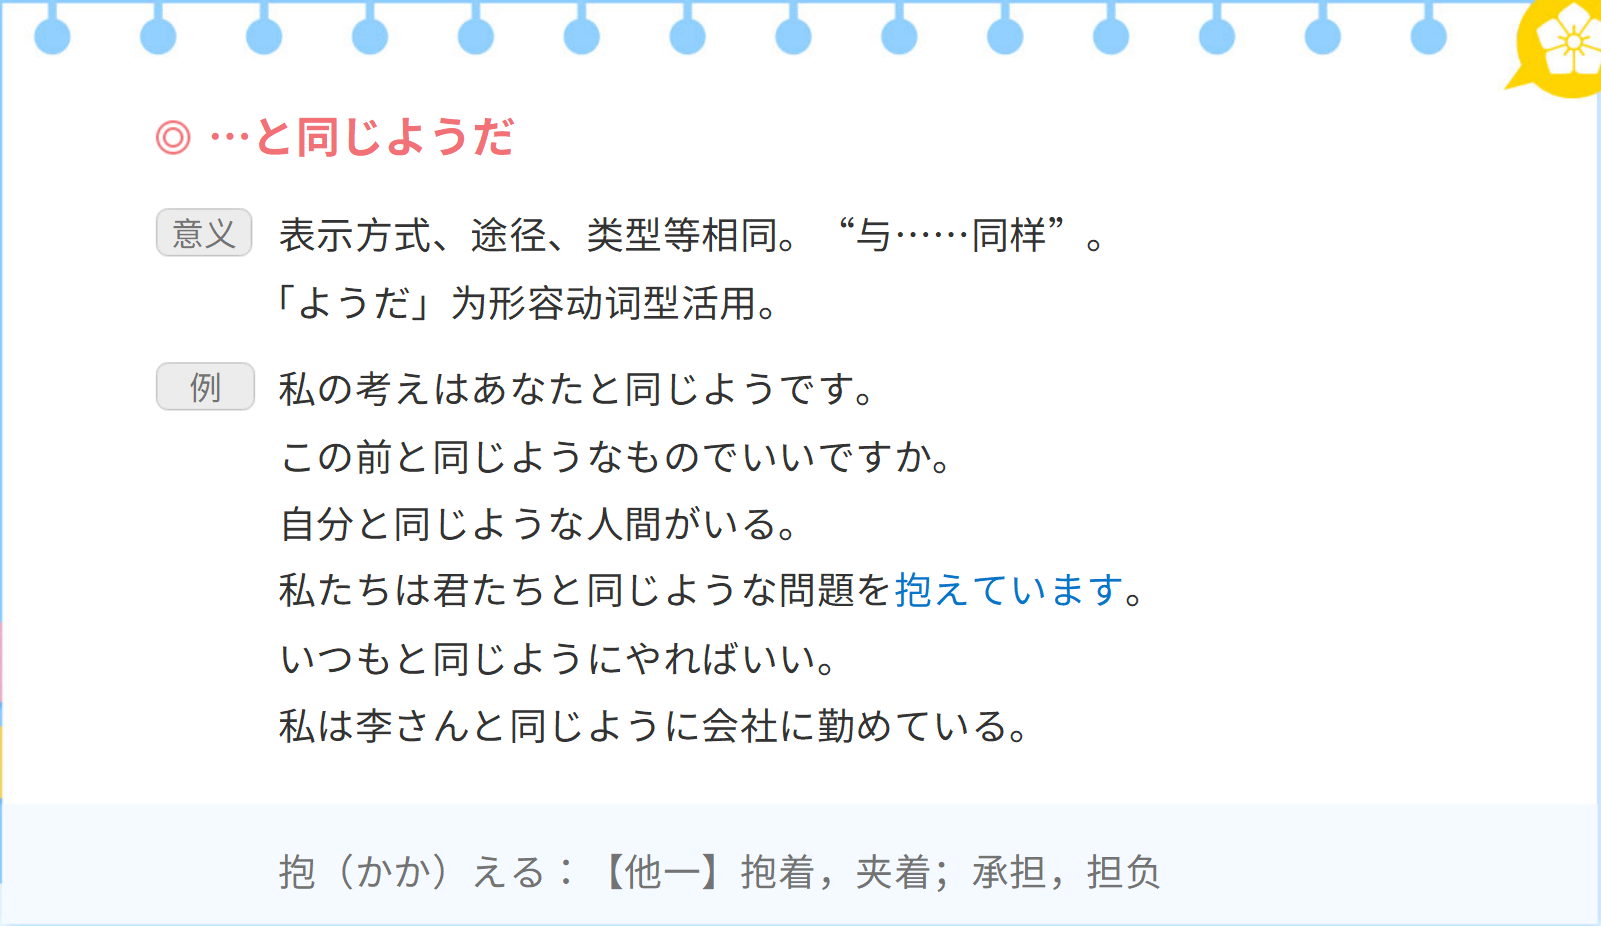 ◎ …と同じようだ
意义 表示方式、途径、类型等相同。“与……同样”。
「ようだ」为形容动词型活用。
例 私の考えはあなたと同じようです。
この前と同じようなものでいいですか。
自分と同じような人間がいる。
私たちは君たちと同じような問題を抱えています。
いつもと同じようにやればいい。
私は李さんと同じように会社に勤めている。
抱（かか）える：【他一】抱着，夹着；承担，担负